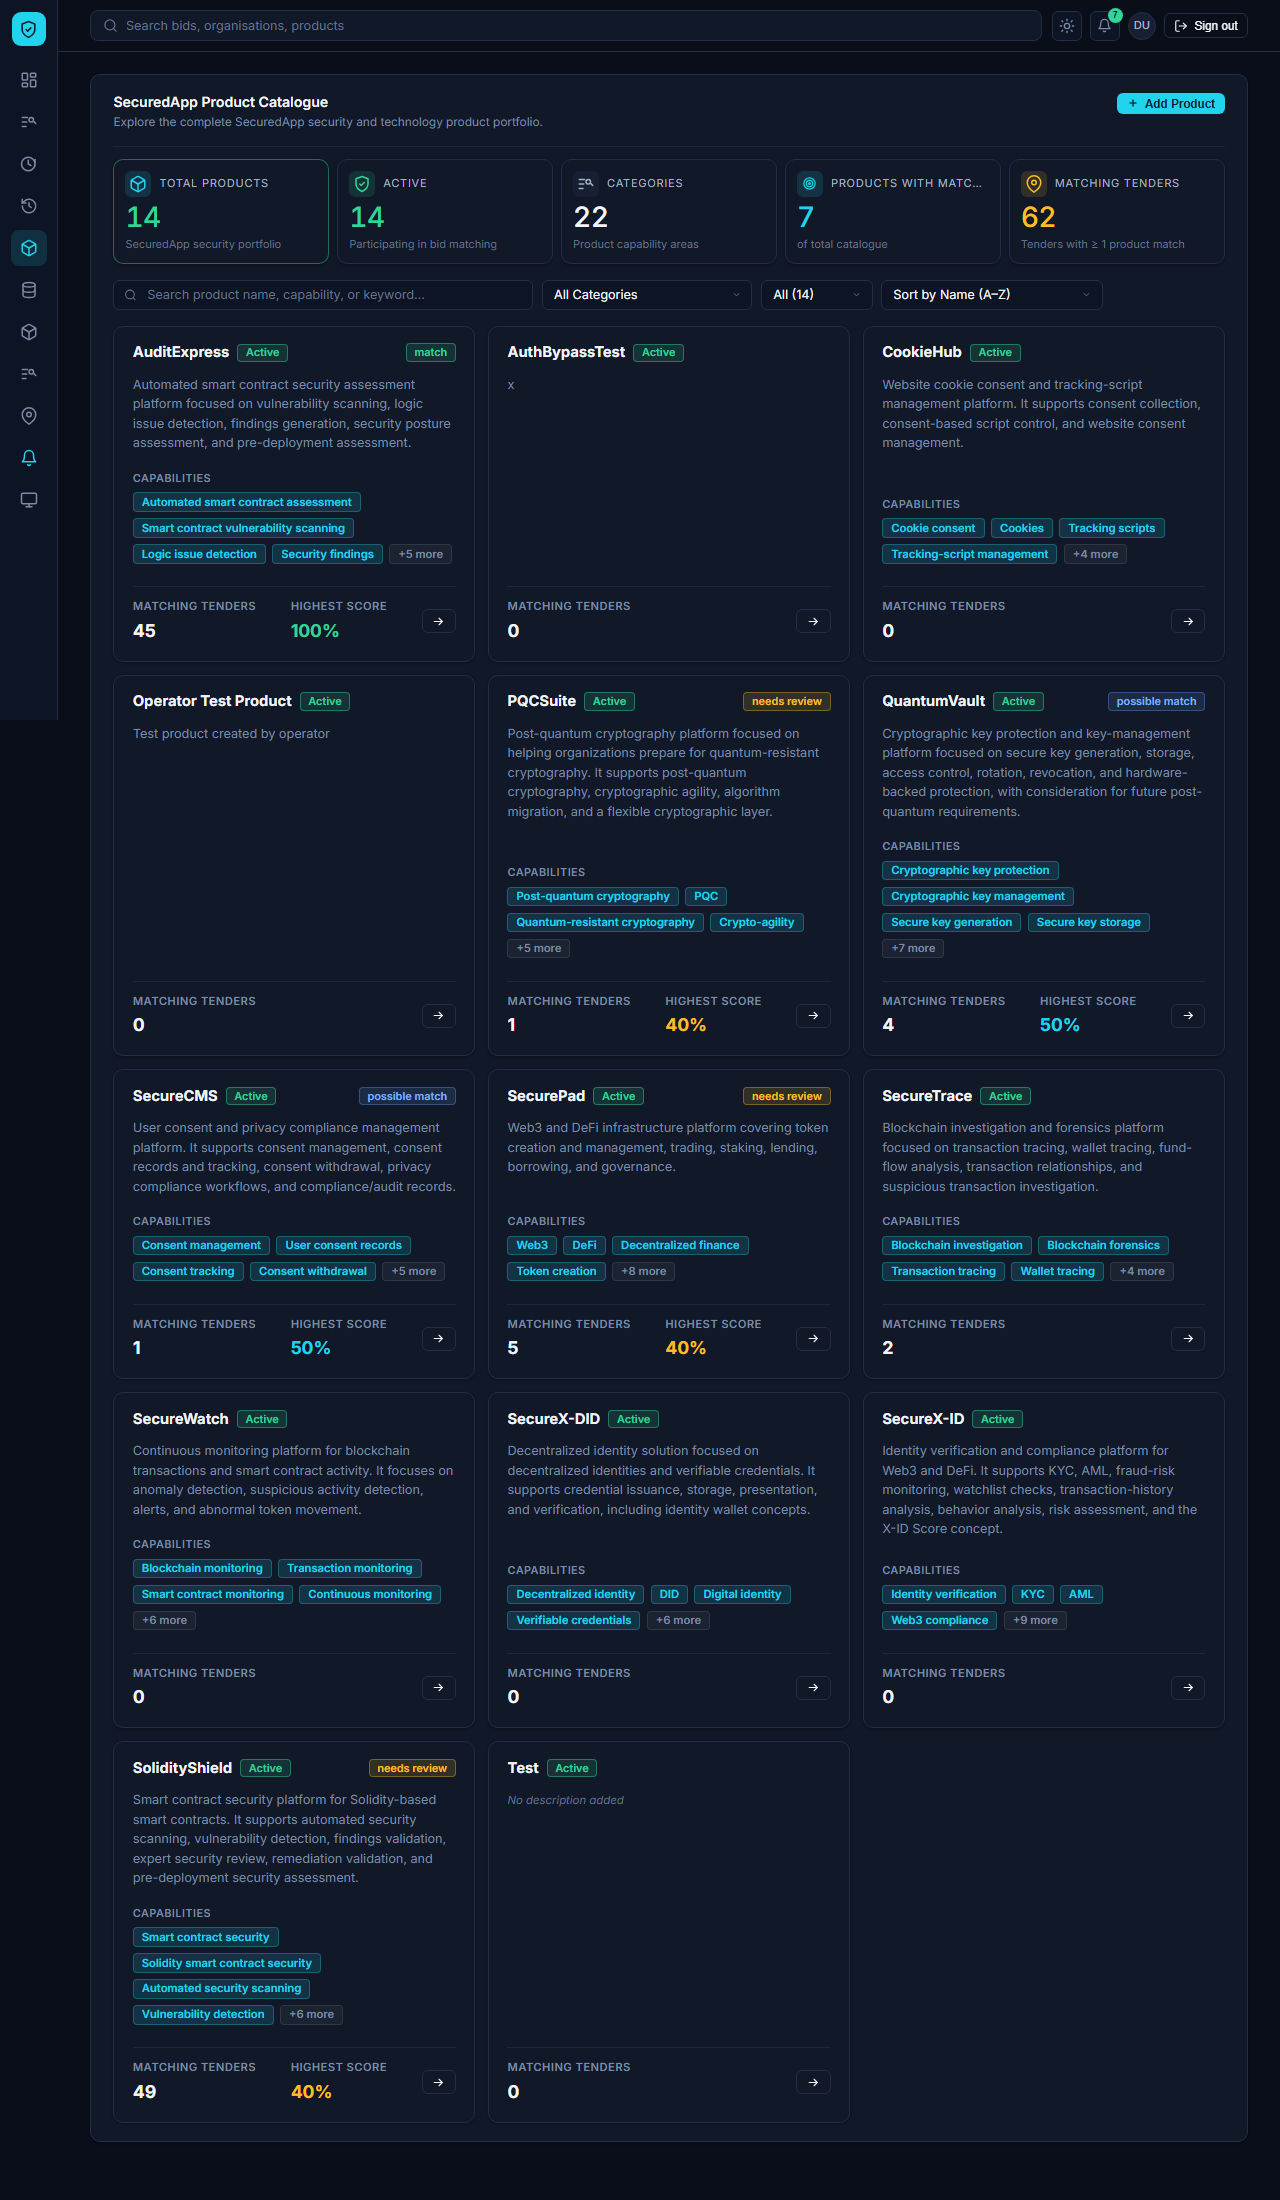 Search bids, organisations, products
7
DU
Sign out
SecuredApp Product Catalogue
Explore the complete SecuredApp security and technology product portfolio.
+ Add Product
TOTAL PRODUCTS
14
SecuredApp security portfolio
ACTIVE
14
Participating in bid matching
CATEGORIES
22
Product capability areas
PRODUCTS WITH MATC...
7
of total catalogue
MATCHING TENDERS
62
Tenders with ≥ 1 product match
Search product name, capability, or keyword...
All Categories
All (14)
Sort by Name (A–Z)
AuditExpress Active match
Automated smart contract security assessment
platform focused on vulnerability scanning, logic
issue detection, findings generation, security posture
assessment, and pre-deployment assessment.
CAPABILITIES
Automated smart contract assessment
Smart contract vulnerability scanning
Logic issue detection Security findings +5 more
MATCHING TENDERS HIGHEST SCORE
45 100% →
AuthBypassTest Active
x
MATCHING TENDERS
0 →
CookieHub Active
Website cookie consent and tracking-script
management platform. It supports consent collection,
consent-based script control, and website consent
management.
CAPABILITIES
Cookie consent Cookies Tracking scripts
Tracking-script management +4 more
MATCHING TENDERS
0 →
Operator Test Product Active
Test product created by operator
MATCHING TENDERS
0 →
PQCSuite Active needs review
Post-quantum cryptography platform focused on
helping organizations prepare for quantum-resistant
cryptography. It supports post-quantum
cryptography, cryptographic agility, algorithm
migration, and a flexible cryptographic layer.
CAPABILITIES
Post-quantum cryptography PQC
Quantum-resistant cryptography Crypto-agility
+5 more
MATCHING TENDERS HIGHEST SCORE
1 40% →
QuantumVault Active possible match
Cryptographic key protection and key-management
platform focused on secure key generation, storage,
access control, rotation, revocation, and hardware-
backed protection, with consideration for future post-
quantum requirements.
CAPABILITIES
Cryptographic key protection
Cryptographic key management
Secure key generation Secure key storage
+7 more
MATCHING TENDERS HIGHEST SCORE
4 50% →
SecureCMS Active possible match
User consent and privacy compliance management
platform. It supports consent management, consent
records and tracking, consent withdrawal, privacy
compliance workflows, and compliance/audit records.
CAPABILITIES
Consent management User consent records
Consent tracking Consent withdrawal +5 more
MATCHING TENDERS HIGHEST SCORE
1 50% →
SecurePad Active needs review
Web3 and DeFi infrastructure platform covering token
creation and management, trading, staking, lending,
borrowing, and governance.
CAPABILITIES
Web3 DeFi Decentralized finance
Token creation +8 more
MATCHING TENDERS HIGHEST SCORE
5 40% →
SecureTrace Active
Blockchain investigation and forensics platform
focused on transaction tracing, wallet tracing, fund-
flow analysis, transaction relationships, and
suspicious transaction investigation.
CAPABILITIES
Blockchain investigation Blockchain forensics
Transaction tracing Wallet tracing +4 more
MATCHING TENDERS
2 →
SecureWatch Active
Continuous monitoring platform for blockchain
transactions and smart contract activity. It focuses on
anomaly detection, suspicious activity detection,
alerts, and abnormal token movement.
CAPABILITIES
Blockchain monitoring Transaction monitoring
Smart contract monitoring Continuous monitoring
+6 more
MATCHING TENDERS
0 →
SecureX-DID Active
Decentralized identity solution focused on
decentralized identities and verifiable credentials. It
supports credential issuance, storage, presentation,
and verification, including identity wallet concepts.
CAPABILITIES
Decentralized identity DID Digital identity
Verifiable credentials +6 more
MATCHING TENDERS
0 →
SecureX-ID Active
Identity verification and compliance platform for
Web3 and DeFi. It supports KYC, AML, fraud-risk
monitoring, watchlist checks, transaction-history
analysis, behavior analysis, risk assessment, and the
X-ID Score concept.
CAPABILITIES
Identity verification KYC AML
Web3 compliance +9 more
MATCHING TENDERS
0 →
SolidityShield Active needs review
Smart contract security platform for Solidity-based
smart contracts. It supports automated security
scanning, vulnerability detection, findings validation,
expert security review, remediation validation, and
pre-deployment security assessment.
CAPABILITIES
Smart contract security
Solidity smart contract security
Automated security scanning
Vulnerability detection +6 more
MATCHING TENDERS HIGHEST SCORE
49 40% →
Test Active
No description added
MATCHING TENDERS
0 →